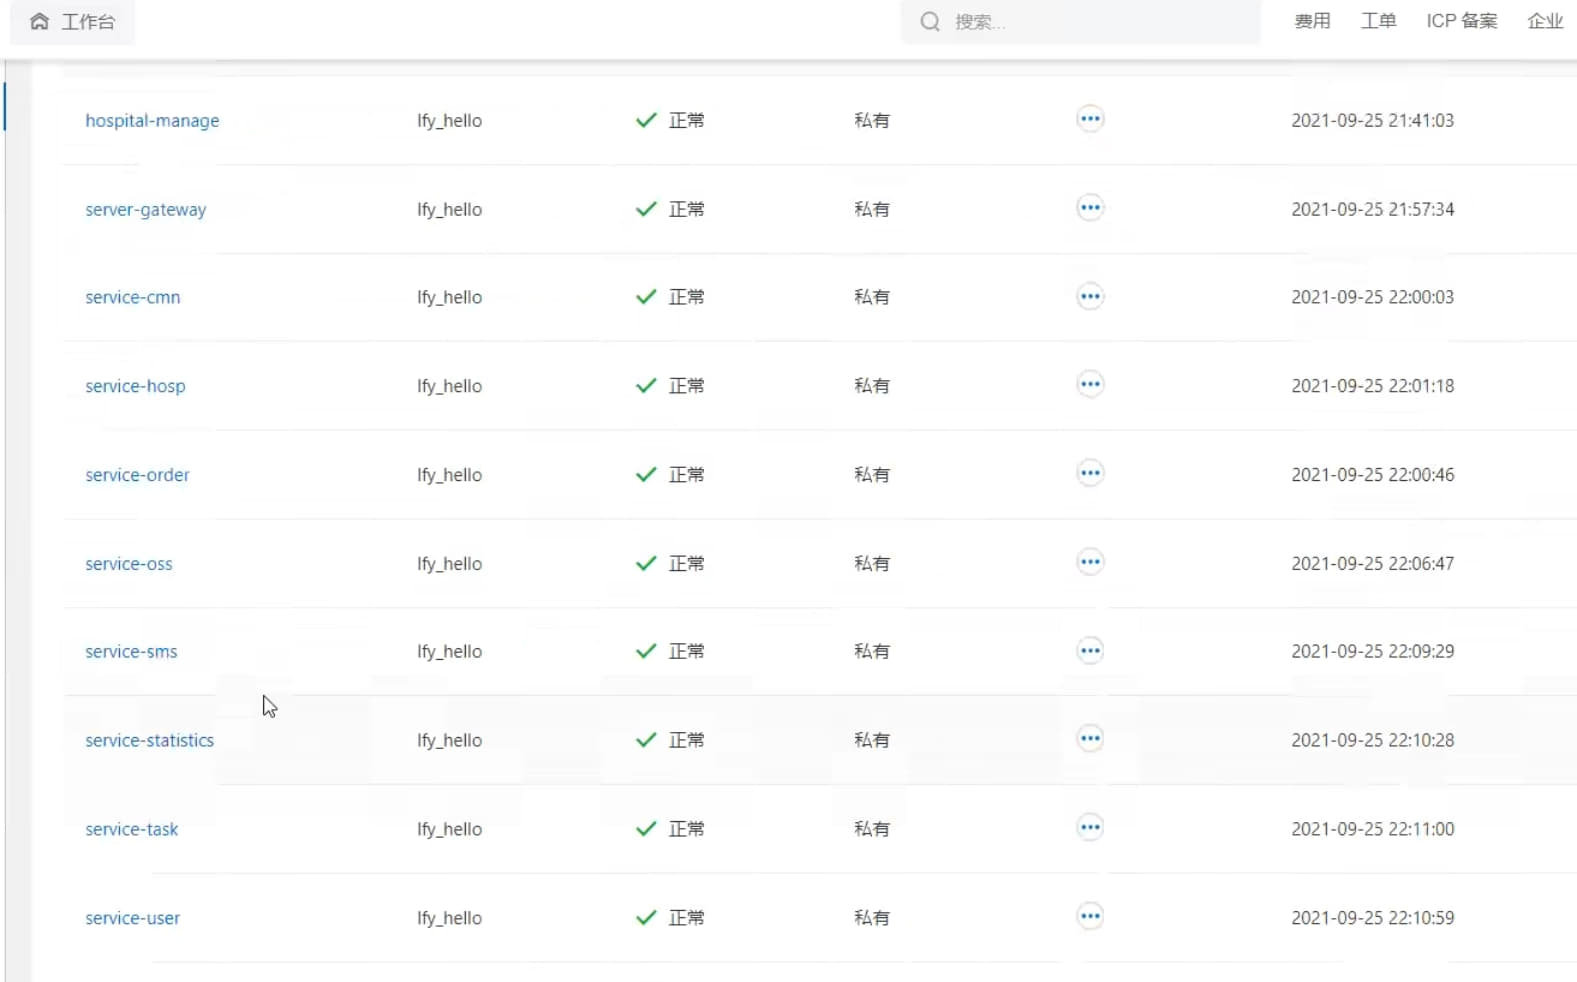 工作台 搜索... 费用 工单 ICP 备案 企业
hospital-manage lfy_hello 正常 私有 2021-09-25 21:41:03
server-gateway lfy_hello 正常 私有 2021-09-25 21:57:34
service-cmn lfy_hello 正常 私有 2021-09-25 22:00:03
service-hosp lfy_hello 正常 私有 2021-09-25 22:01:18
service-order lfy_hello 正常 私有 2021-09-25 22:00:46
service-oss lfy_hello 正常 私有 2021-09-25 22:06:47
service-sms lfy_hello 正常 私有 2021-09-25 22:09:29
service-statistics lfy_hello 正常 私有 2021-09-25 22:10:28
service-task lfy_hello 正常 私有 2021-09-25 22:11:00
service-user lfy_hello 正常 私有 2021-09-25 22:10:59